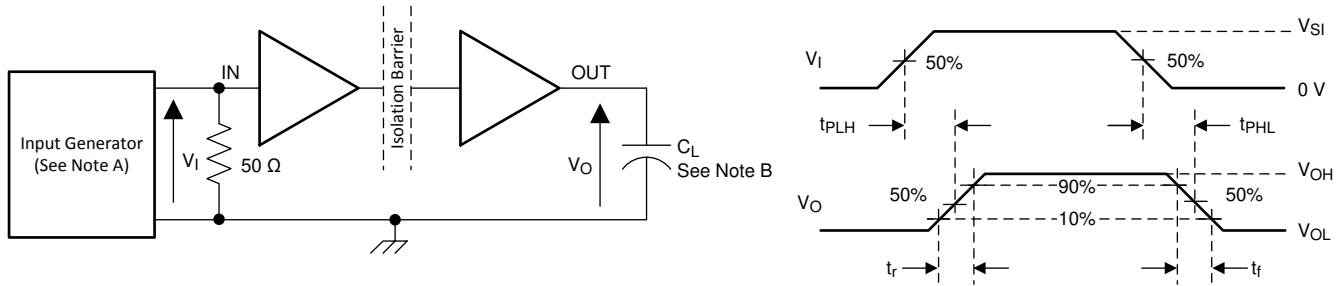 Input Generator
(See Note A)
V_I
IN
50 Ω
Isolation Barrier
OUT
V_O
C_L
See Note B
V_I
50%
50%
V_SI
0 V
t_PLH
t_PHL
V_O
50%
90%
10%
50%
V_OH
V_OL
t_r
t_f